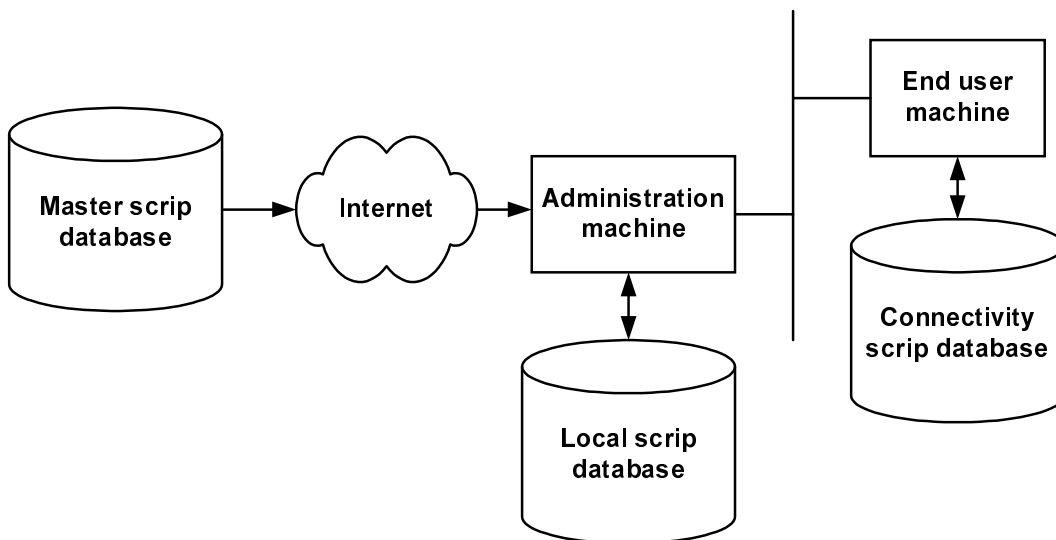 Master scrip
database
Internet
Administration
machine
Local scrip
database
End user
machine
Connectivity
scrip database